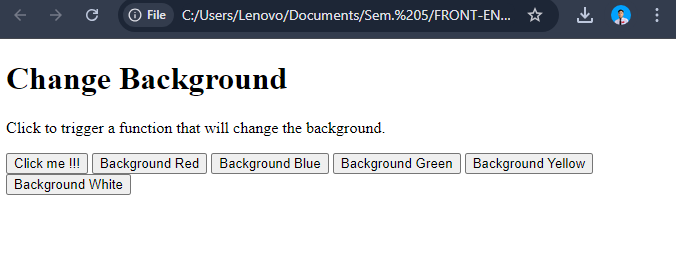 File C:/Users/Lenovo/Documents/Sem.%205/FRONT-EN...
Change Background
Click to trigger a function that will change the background.
Click me !!! Background Red Background Blue Background Green Background Yellow
Background White